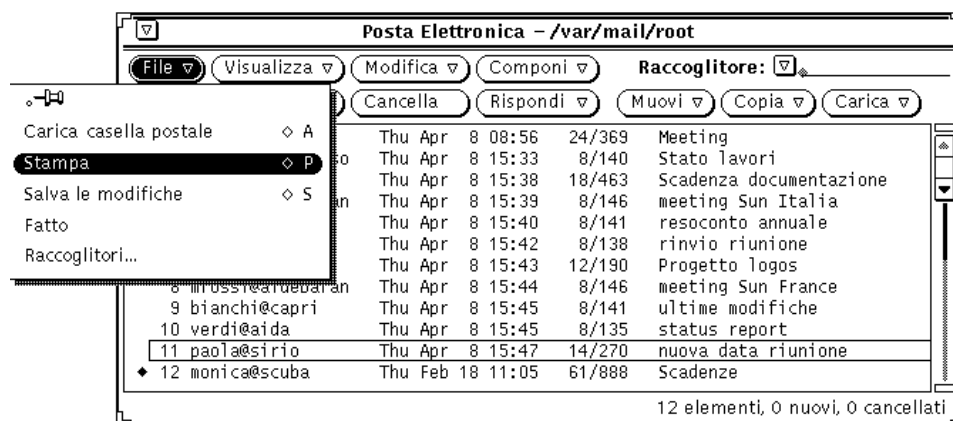 Posta Elettronica – /var/mail/root
File Visualizza Modifica Componi Raccoglitore:
Cancella Rispondi Muovi Copia Carica
Carica casella postale ◇ A
Stampa ◇ P
Salva le modifiche ◇ S
Fatto
Raccoglitori...
Thu Apr 8 08:56 24/369 Meeting
Thu Apr 8 15:33 8/140 Stato lavori
Thu Apr 8 15:38 18/463 Scadenza documentazione
Thu Apr 8 15:39 8/146 meeting Sun Italia
Thu Apr 8 15:40 8/141 resoconto annuale
Thu Apr 8 15:42 8/138 rinvio riunione
Thu Apr 8 15:43 12/190 Progetto logos
8 mrossi@aldebaran Thu Apr 8 15:44 8/146 meeting Sun France
9 bianchi@capri Thu Apr 8 15:45 8/141 ultime modifiche
10 verdi@aida Thu Apr 8 15:45 8/135 status report
11 paola@sirio Thu Apr 8 15:47 14/270 nuova data riunione
◆ 12 monica@scuba Thu Feb 18 11:05 61/888 Scadenze
12 elementi, 0 nuovi, 0 cancellati